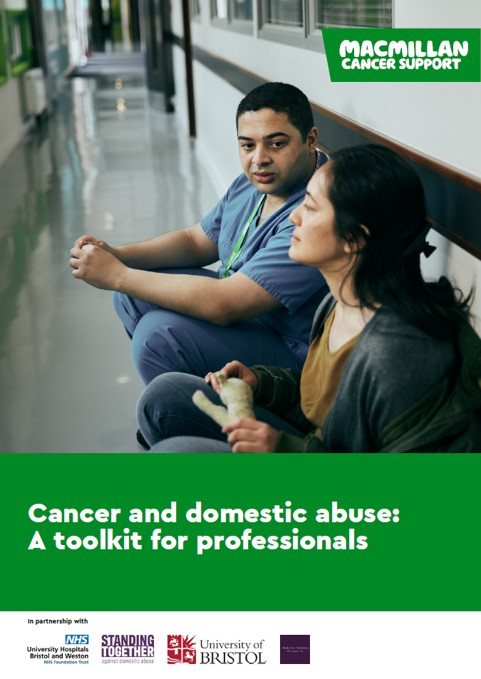 MACMILLAN
CANCER SUPPORT
Cancer and domestic abuse:
A toolkit for professionals
In partnership with
NHS
University Hospitals
Bristol and Weston
NHS Foundation Trust
STANDING
TOGETHER
against domestic abuse
University of
BRISTOL